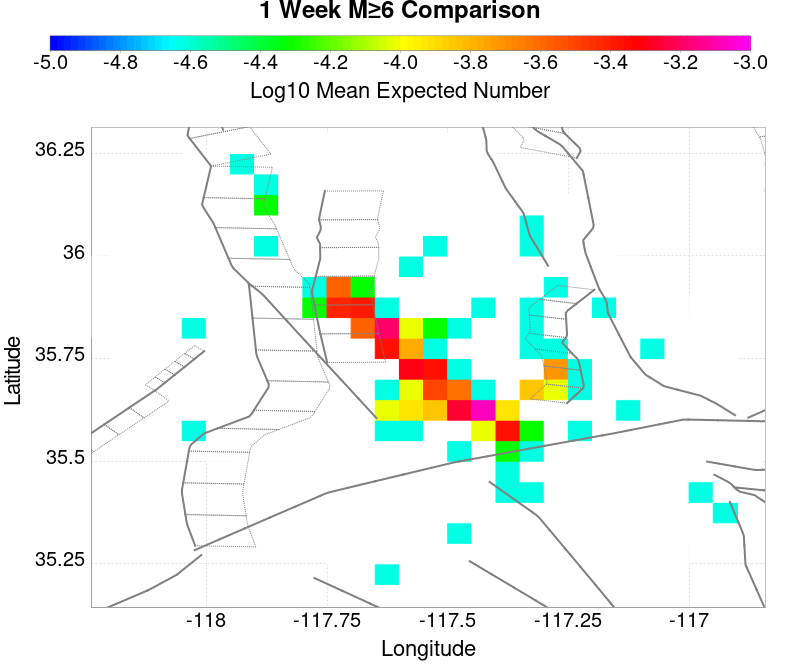 1 Week M≥6 Comparison
-5.0 -4.8 -4.6 -4.4 -4.2 -4.0 -3.8 -3.6 -3.4 -3.2 -3.0
Log10 Mean Expected Number
36.25
36
35.75
35.5
35.25
Latitude
-118 -117.75 -117.5 -117.25 -117
Longitude